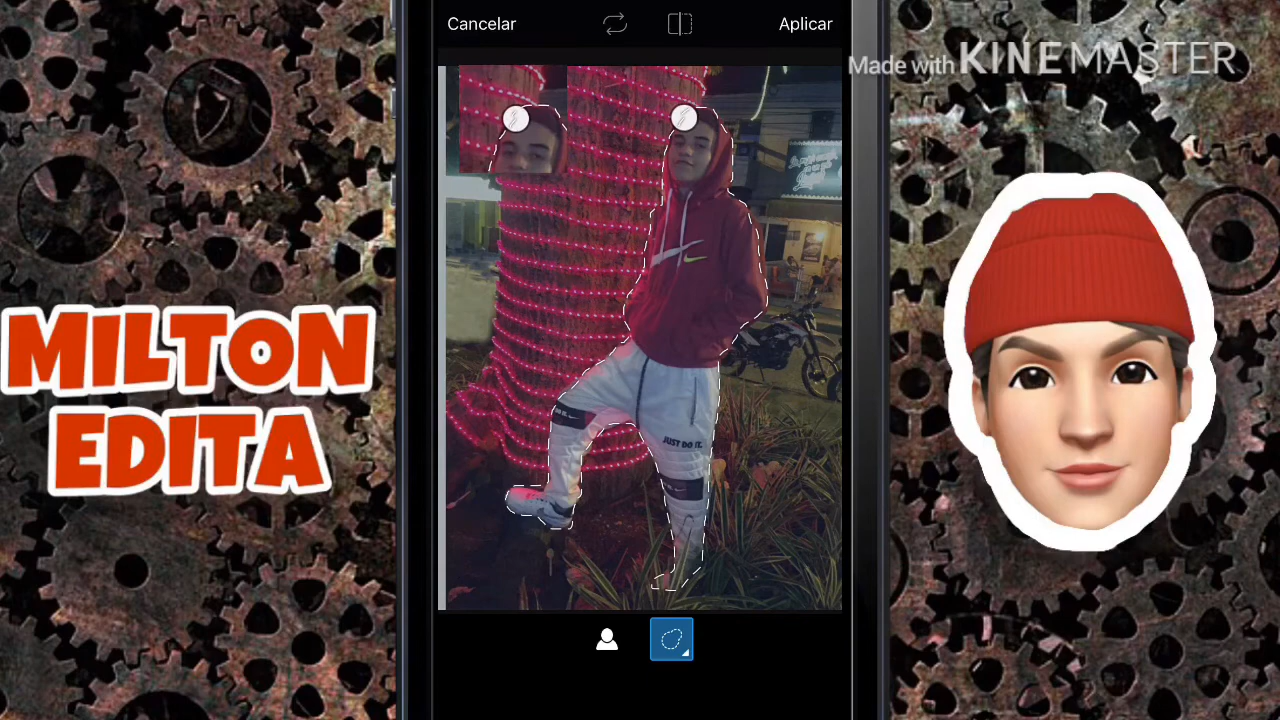 Cancelar
Aplicar
Made with KINEMASTER
MILTON
EDITA
JUST DO IT.